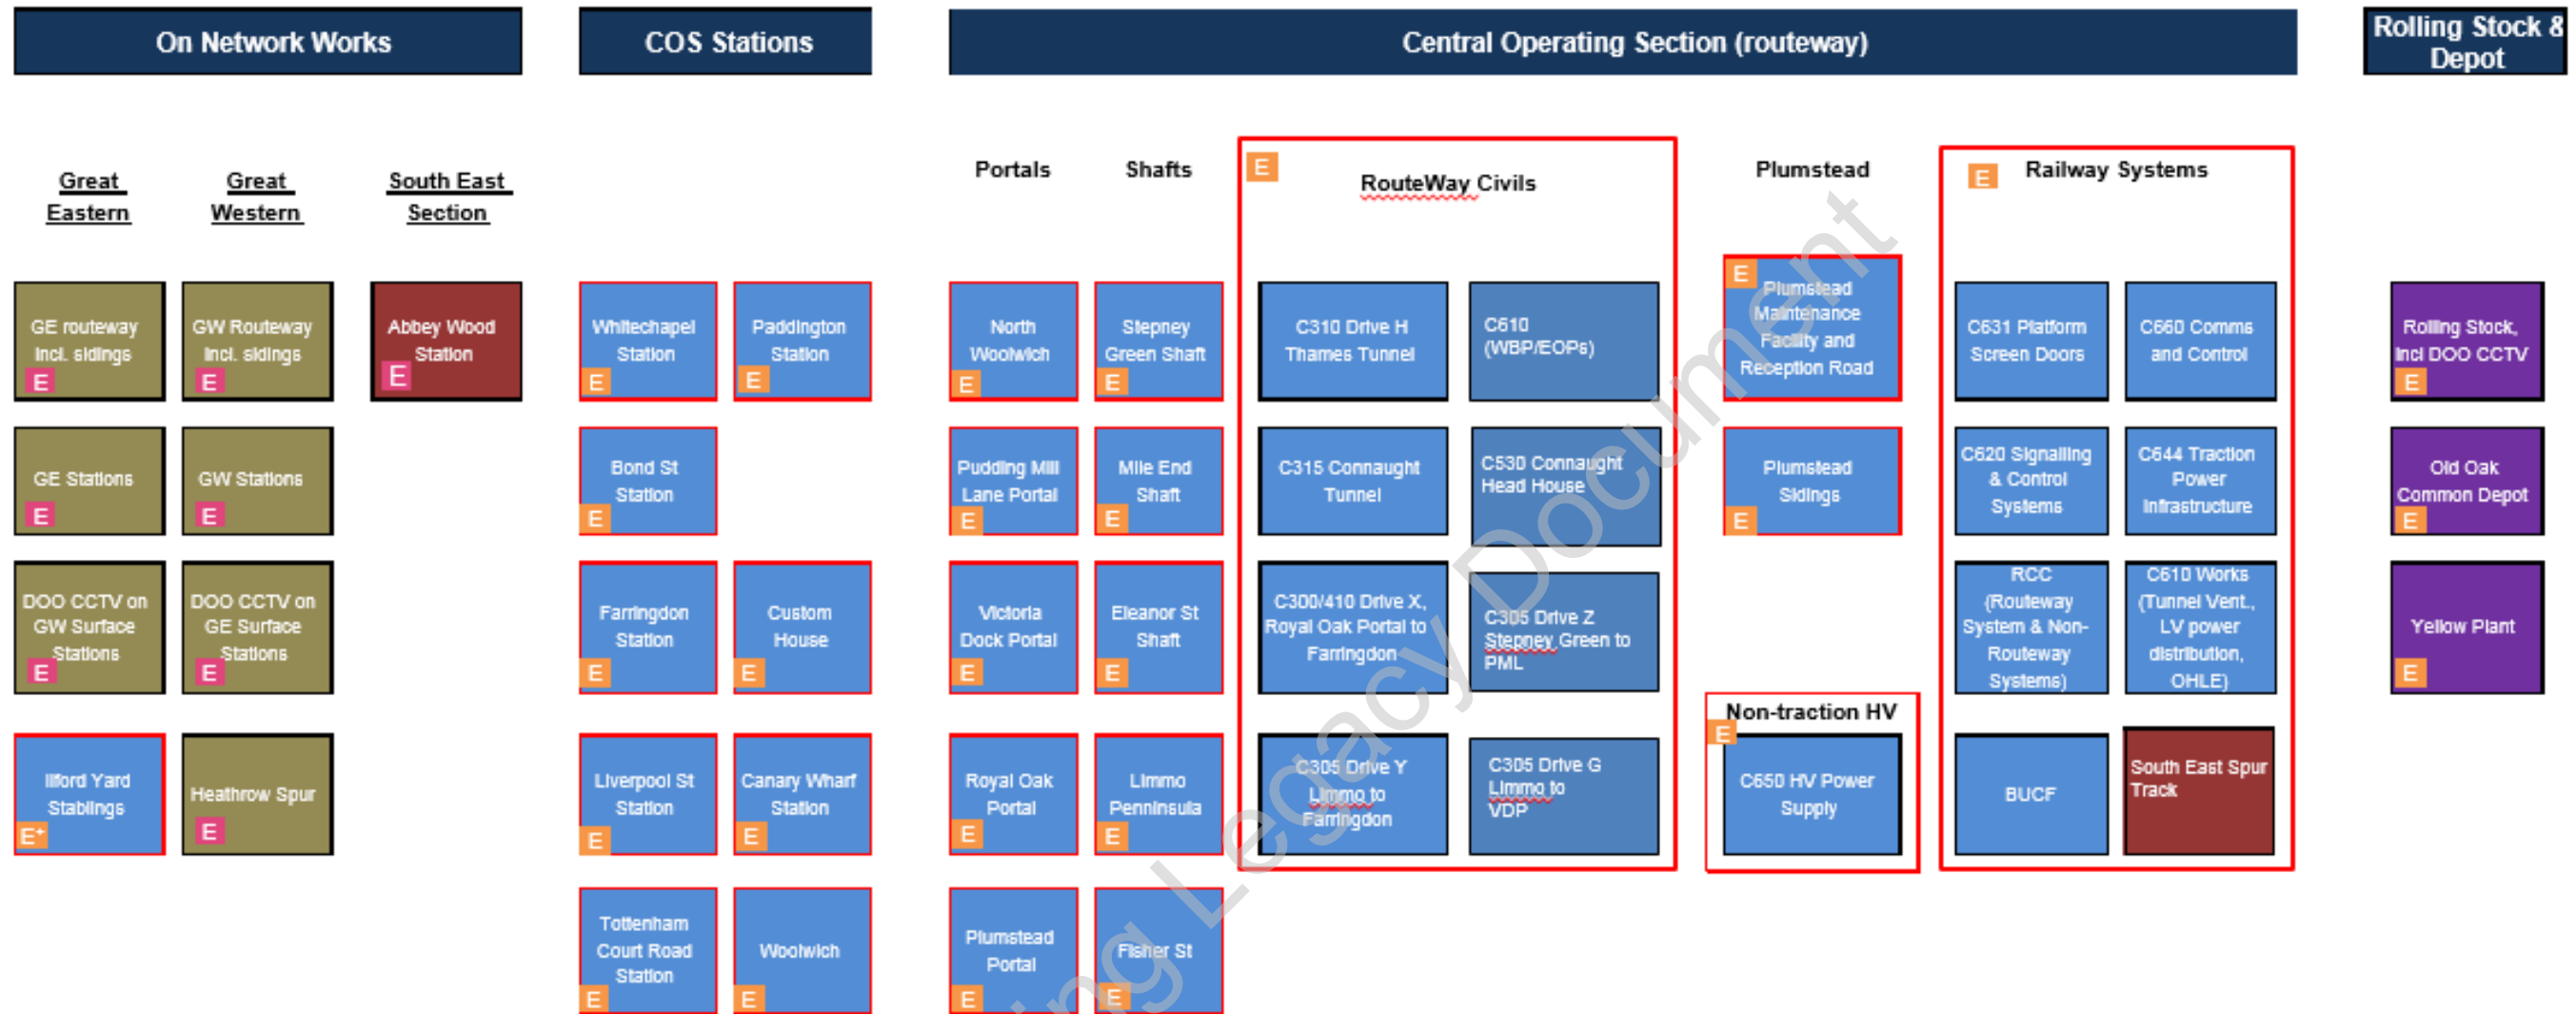 On Network Works
COS Stations
Central Operating Section (routeway)
Rolling Stock &
Depot
Great
Eastern
Great
Western
South East
Section
Portals
Shafts
E
RouteWay Civils
Plumstead
E
Railway Systems
GE routeway
incl. sidings
E
GW Routeway
incl. sidings
E
Abbey Wood
Station
E
Whitechapel
Station
E
Paddington
Station
E
North
Woolwich
E
Stepney
Green Shaft
E
C310 Drive H
Thames Tunnel
C610
(WBP/EOPs)
E
Plumstead
Maintenance
Facility and
Reception Road
C631 Platform
Screen Doors
C660 Comms
and Control
Rolling Stock,
incl DOO CCTV
E
GE Stations
E
GW Stations
E
Bond St
Station
E
Pudding Mill
Lane Portal
E
Mile End
Shaft
E
C315 Connaught
Tunnel
C530 Connaught
Head House
Plumstead
Sidings
E
C620 Signalling
& Control
Systems
C644 Traction
Power
Infrastructure
Old Oak
Common Depot
E
DOO CCTV on
GW Surface
Stations
E
DOO CCTV on
GE Surface
Stations
E
Farringdon
Station
E
Custom
House
E
Victoria
Dock Portal
E
Eleanor St
Shaft
E
C300/410 Drive X,
Royal Oak Portal to
Farringdon
C305 Drive Z
Stepney Green to
PML
RCC
(Routeway
System & Non-
Routeway
Systems)
C610 Works
(Tunnel Vent.,
LV power
distribution,
OHLE)
Yellow Plant
E
Ilford Yard
Stablings
E+
Heathrow Spur
E
Liverpool St
Station
E
Canary Wharf
Station
E
Royal Oak
Portal
E
Limmo
Penninsula
E
C305 Drive Y
Limmo to
Farringdon
C305 Drive G
Limmo to
VDP
Non-traction HV
E
C650 HV Power
Supply
BUCF
South East Spur
Track
Tottenham
Court Road
Station
E
Woolwich
E
Plumstead
Portal
E
Fisher St
E
ing Legacy Document